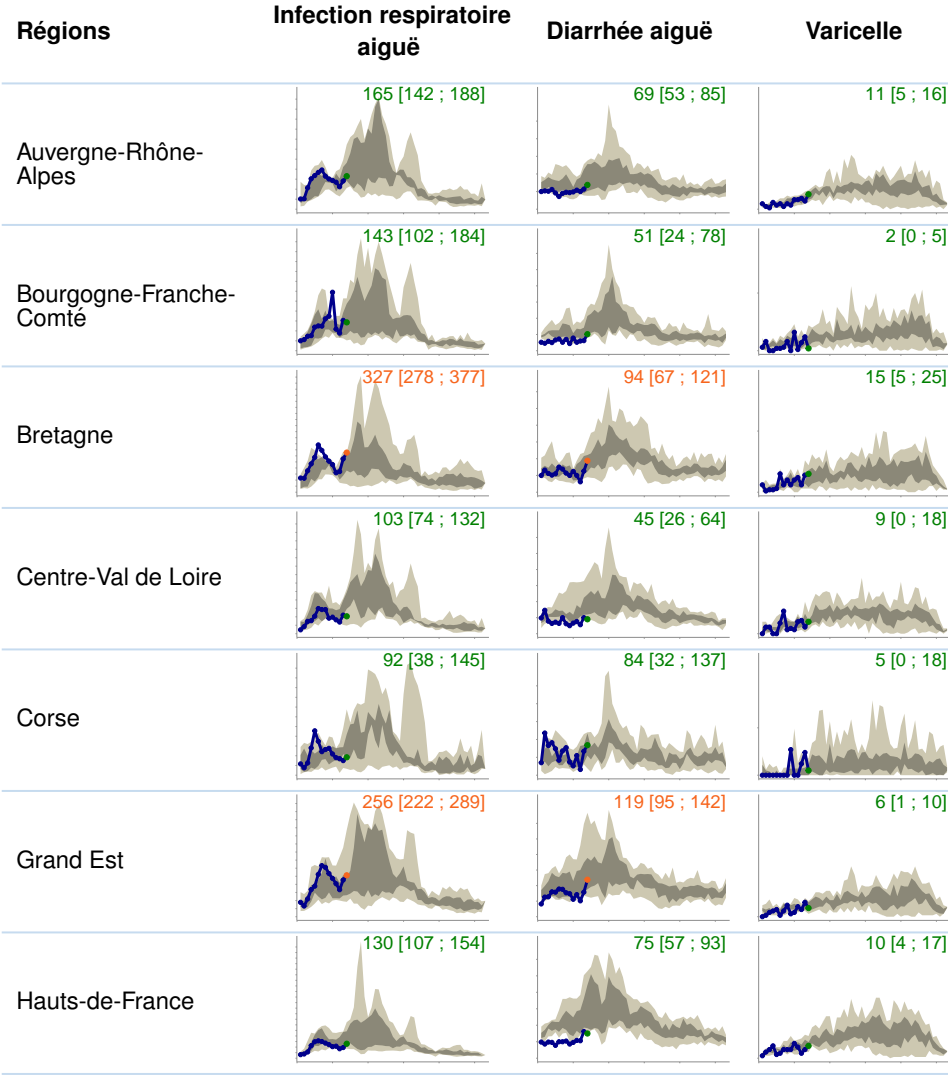 Régions
Infection respiratoire
aiguë
Diarrhée aiguë
Varicelle
Auvergne-Rhône-
Alpes
165 [142 ; 188]
69 [53 ; 85]
11 [5 ; 16]
Bourgogne-Franche-
Comté
143 [102 ; 184]
51 [24 ; 78]
2 [0 ; 5]
Bretagne
327 [278 ; 377]
94 [67 ; 121]
15 [5 ; 25]
Centre-Val de Loire
103 [74 ; 132]
45 [26 ; 64]
9 [0 ; 18]
Corse
92 [38 ; 145]
84 [32 ; 137]
5 [0 ; 18]
Grand Est
256 [222 ; 289]
119 [95 ; 142]
6 [1 ; 10]
Hauts-de-France
130 [107 ; 154]
75 [57 ; 93]
10 [4 ; 17]